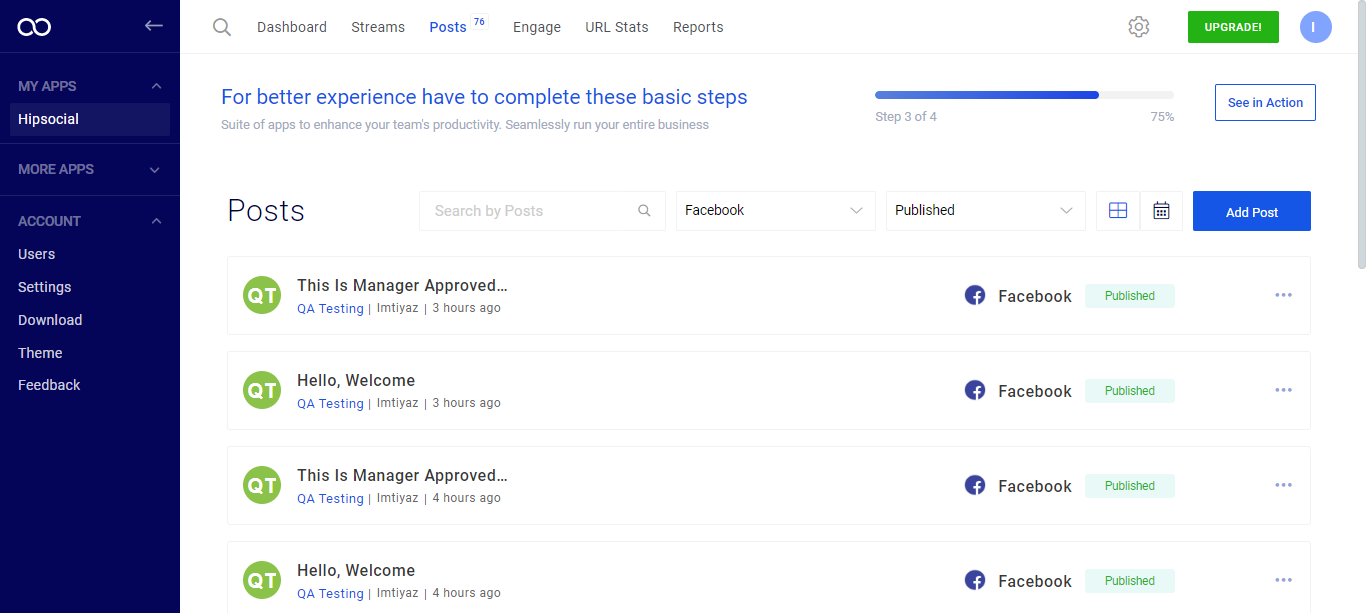 Dashboard Streams Posts 76 Engage URL Stats Reports UPGRADE! I
MY APPS
Hipsocial
MORE APPS
ACCOUNT
Users
Settings
Download
Theme
Feedback
For better experience have to complete these basic steps
Suite of apps to enhance your team's productivity. Seamlessly run your entire business
Step 3 of 4 75%
See in Action
Posts Search by Posts Facebook Published Add Post
QT This Is Manager Approved... Facebook Published
QA Testing | Imtiyaz | 3 hours ago
QT Hello, Welcome Facebook Published
QA Testing | Imtiyaz | 3 hours ago
QT This Is Manager Approved... Facebook Published
QA Testing | Imtiyaz | 4 hours ago
QT Hello, Welcome Facebook Published
QA Testing | Imtiyaz | 4 hours ago